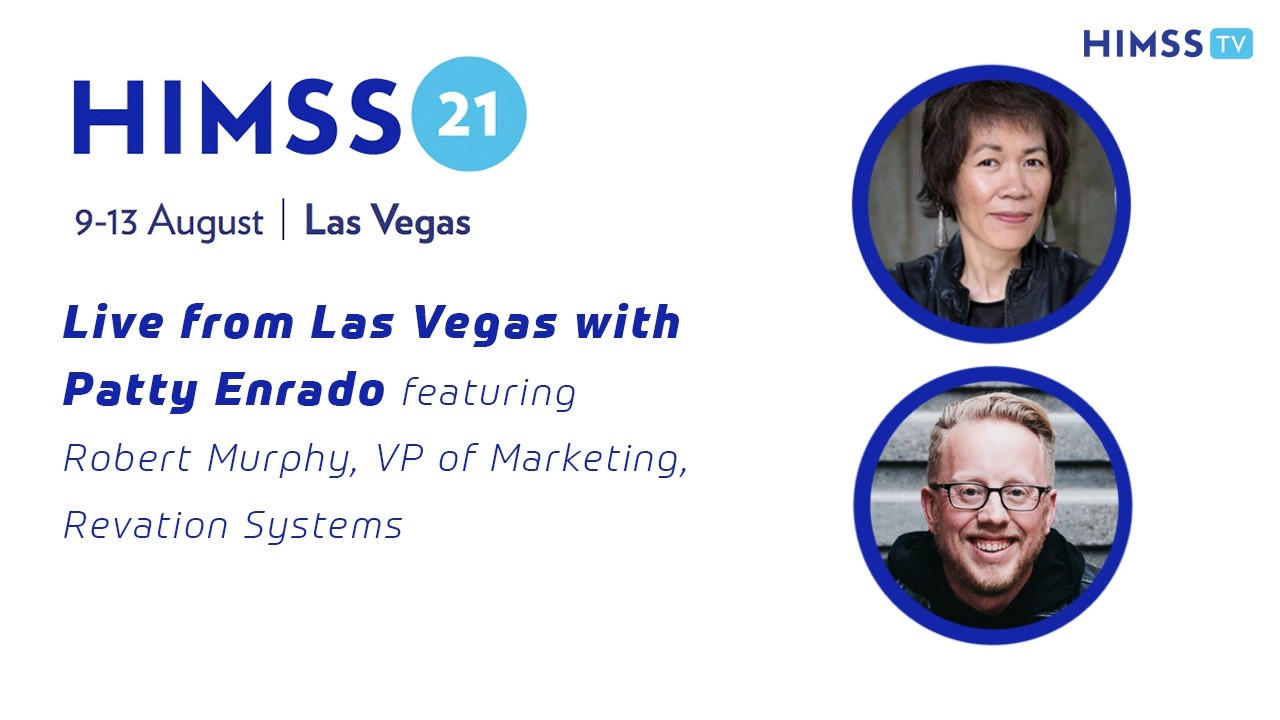 HIMSS TV
HIMSS 21
9-13 August | Las Vegas
Live from Las Vegas with
Patty Enrado featuring
Robert Murphy, VP of Marketing,
Revation Systems